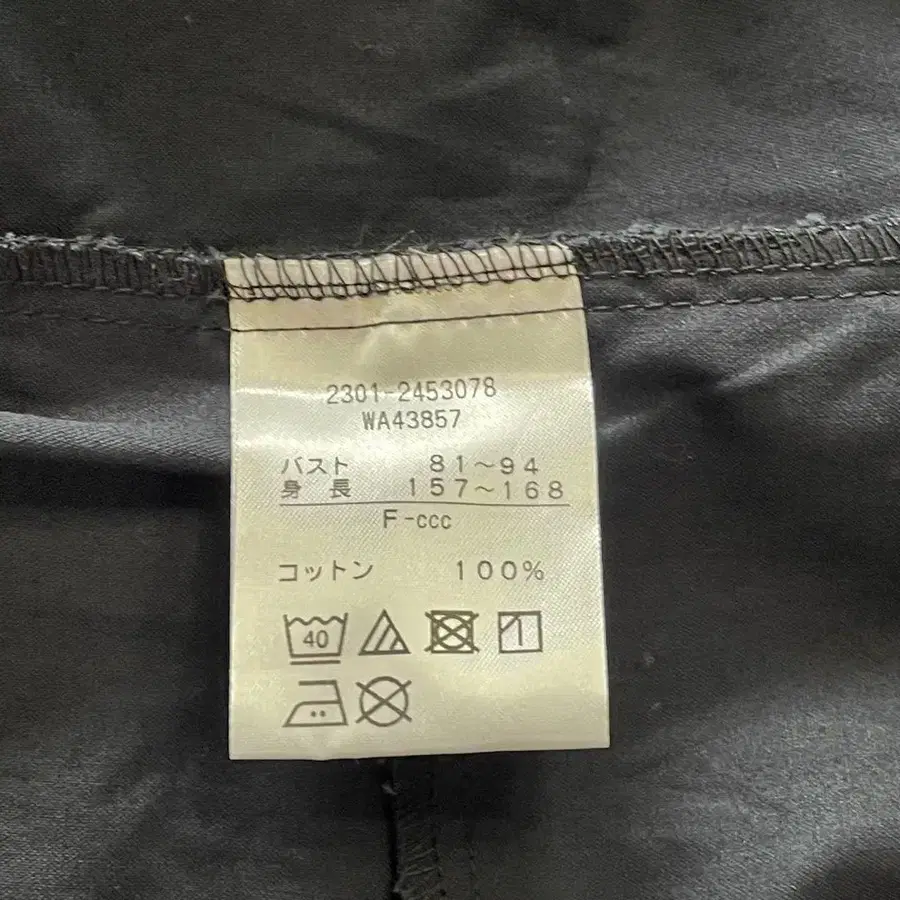 2301-2453078
WA43857
バスト 81～94
身長 157～168
F-ccc
コットン 100%
40